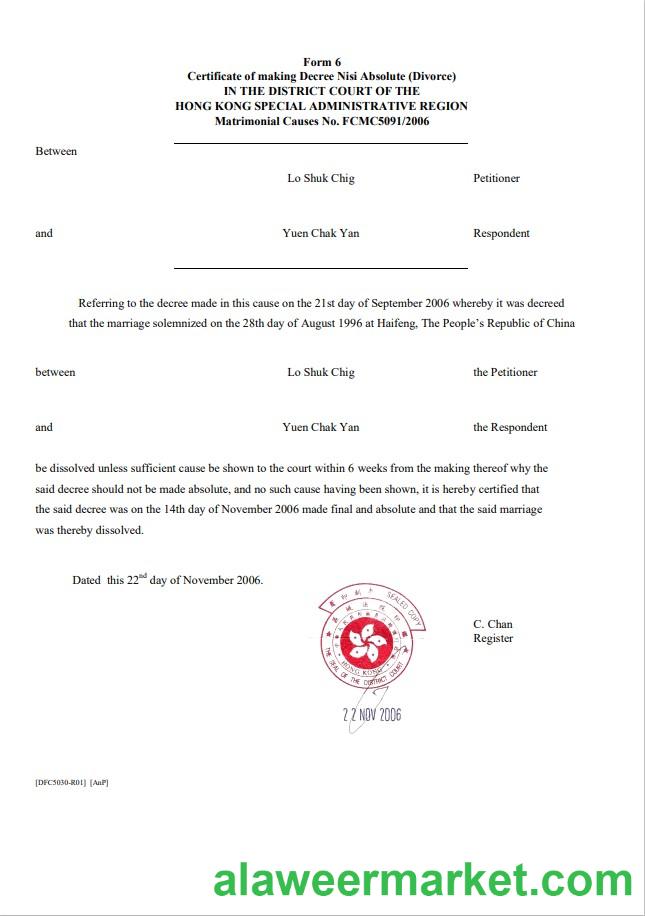 Form 6
Certificate of making Decree Nisi Absolute (Divorce)
IN THE DISTRICT COURT OF THE
HONG KONG SPECIAL ADMINISTRATIVE REGION
Matrimonial Causes No. FCMC5091/2006
Between
Lo Shuk Chig Petitioner
and Yuen Chak Yan Respondent
Referring to the decree made in this cause on the 21st day of September 2006 whereby it was decreed
that the marriage solemnized on the 28th day of August 1996 at Haifeng, The People's Republic of China
between Lo Shuk Chig the Petitioner
and Yuen Chak Yan the Respondent
be dissolved unless sufficient cause be shown to the court within 6 weeks from the making thereof why the
said decree should not be made absolute, and no such cause having been shown, it is hereby certified that
the said decree was on the 14th day of November 2006 made final and absolute and that the said marriage
was thereby dissolved.
Dated this 22nd day of November 2006.
SEALED COPY
HONG KONG
THE SEAL OF THE DISTRICT COURT
22 NOV 2006
C. Chan
Register
[DFC5030-R01] [AnP]
alaweermarket.com